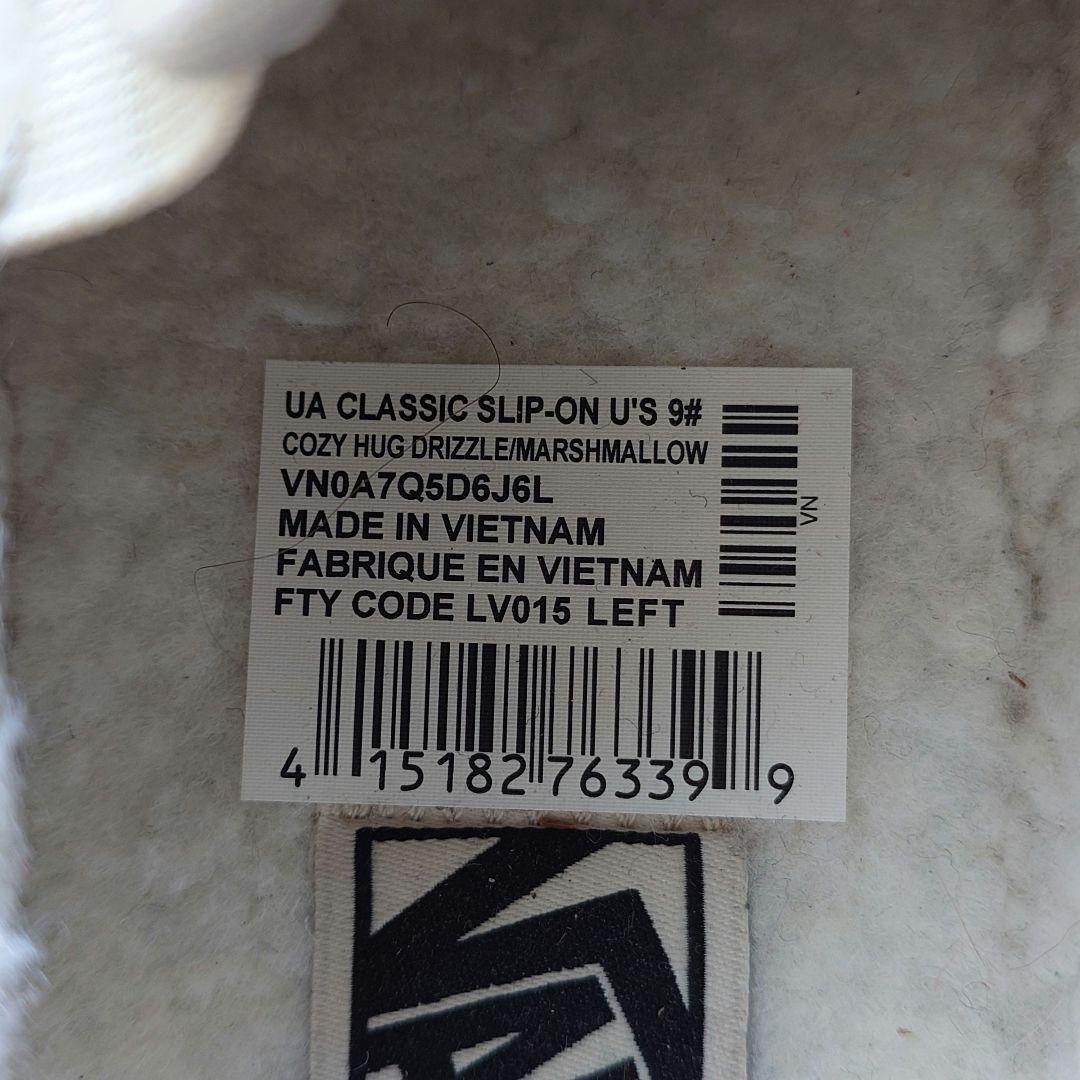 UA CLASSIC SLIP-ON U'S 9#
COZY HUG DRIZZLE/MARSHMALLOW
VN0A7Q5D6J6L
MADE IN VIETNAM
FABRIQUE EN VIETNAM
FTY CODE LV015 LEFT
VN
4 15182 76339 9